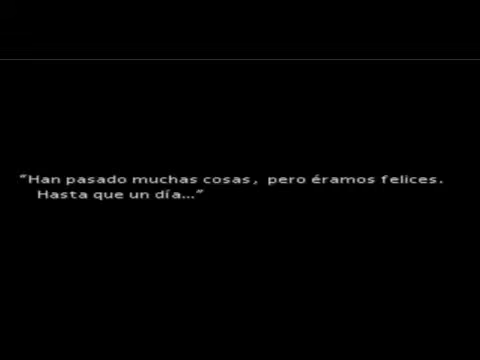 “Han pasado muchas cosas, pero éramos felices.
Hasta que un día...”